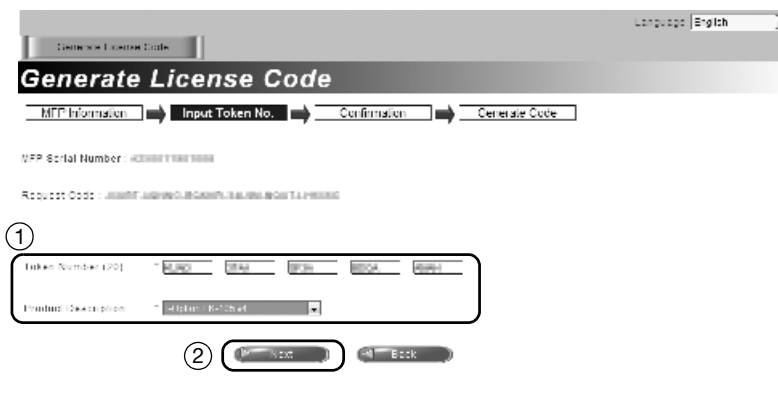 Language English
Generate License Code
Generate License Code
MFP Information Input Token No. Confirmation Generate Code
MFP Serial Number :
Request Code :
1
Token Number (20) *
Product Description *
2 Next Back